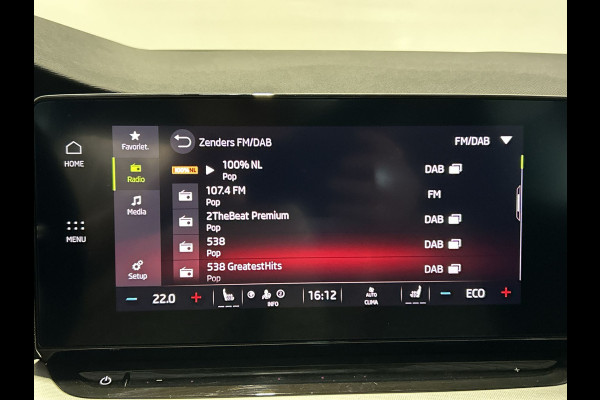 Favoriet.
Zenders FM/DAB
FM/DAB
HOME
Radio
100% NL
Pop
DAB
107.4 FM
Pop
FM
Media
2TheBeat Premium
Pop
DAB
MENU
538
Pop
DAB
Setup
538 GreatestHits
Pop
DAB
− 22.0 +
INFO
16:12
AUTO
CLIMA
− ECO +